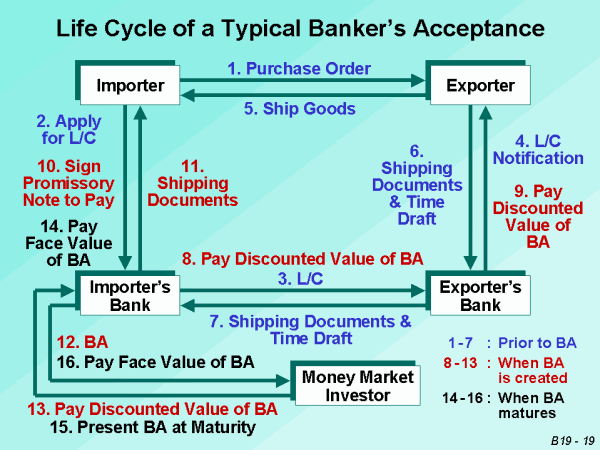 Life Cycle of a Typical Banker's Acceptance
Importer
1. Purchase Order
Exporter
5. Ship Goods
2. Apply
for L/C
10. Sign
Promissory
Note to Pay
14. Pay
Face Value
of BA
11.
Shipping
Documents
6.
Shipping
Documents
& Time
Draft
4. L/C
Notification
9. Pay
Discounted
Value of
BA
8. Pay Discounted Value of BA
3. L/C
Importer's
Bank
Exporter's
Bank
7. Shipping Documents &
Time Draft
12. BA
16. Pay Face Value of BA
Money Market
Investor
13. Pay Discounted Value of BA
15. Present BA at Maturity
1 - 7 : Prior to BA
8 - 13 : When BA
is created
14 - 16 : When BA
matures
B19 - 19